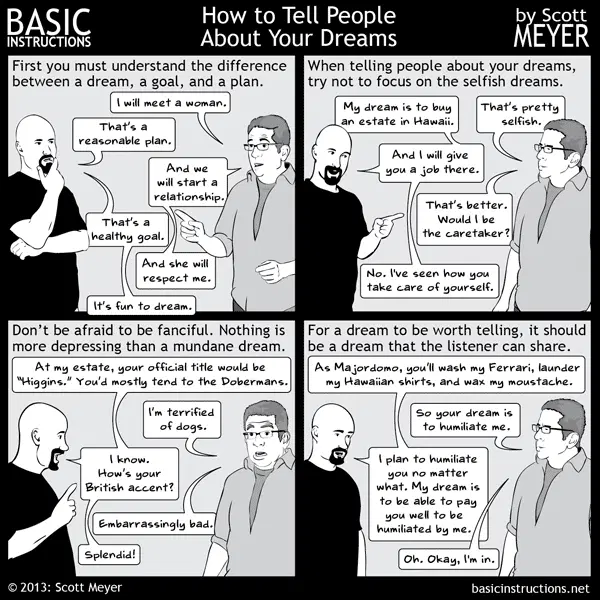 BASIC
INSTRUCTIONS
How to Tell People
About Your Dreams
by Scott
MEYER
First you must understand the difference
between a dream, a goal, and a plan.
I will meet a woman.
That's a
reasonable plan.
And we
will start a
relationship.
That's a
healthy goal.
And she will
respect me.
It's fun to dream.
When telling people about your dreams,
try not to focus on the selfish dreams.
My dream is to buy
an estate in Hawaii.
That's pretty
selfish.
And I will give
you a job there.
That's better.
Would I be
the caretaker?
No. I've seen how you
take care of yourself.
Don't be afraid to be fanciful. Nothing is
more depressing than a mundane dream.
At my estate, your official title would be
"Higgins." You'd mostly tend to the Dobermans.
I'm terrified
of dogs.
I know.
How's your
British accent?
Embarrassingly bad.
Splendid!
For a dream to be worth telling, it should
be a dream that the listener can share.
As Majordomo, you'll wash my Ferrari, launder
my Hawaiian shirts, and wax my moustache.
So your dream is
to humiliate me.
I plan to humiliate
you no matter
what. My dream is
to be able to pay
you well to be
humiliated by me.
Oh. Okay, I'm in.
© 2013: Scott Meyer
basicinstructions.net